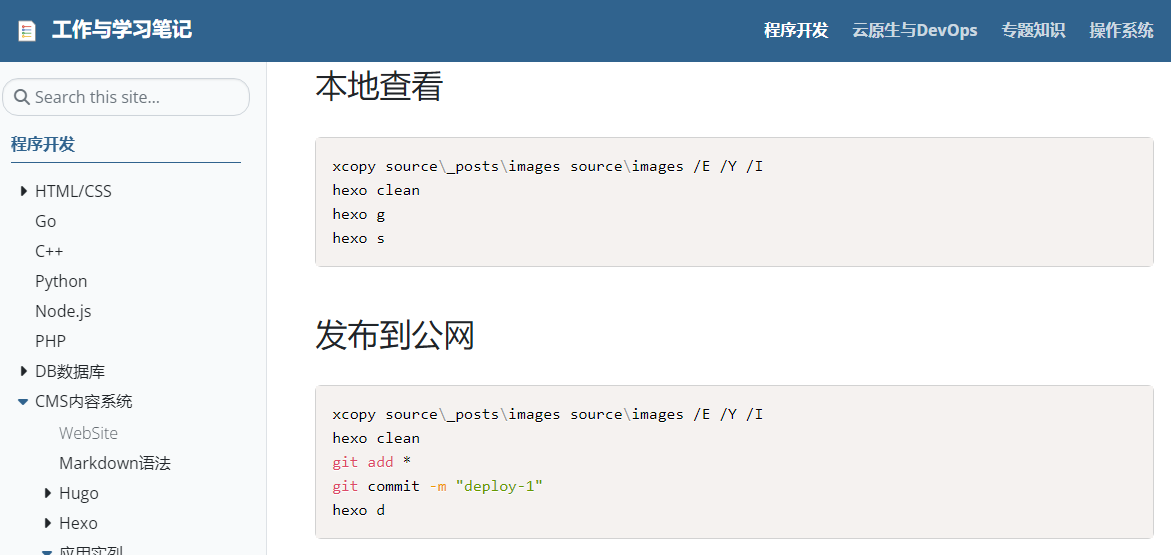 工作与学习笔记
程序开发 云原生与DevOps 专题知识 操作系统
Search this site...
程序开发
HTML/CSS
Go
C++
Python
Node.js
PHP
DB数据库
CMS内容系统
WebSite
Markdown语法
Hugo
Hexo
应用实列
本地查看
xcopy source\_posts\images source\images /E /Y /I
hexo clean
hexo g
hexo s
发布到公网
xcopy source\_posts\images source\images /E /Y /I
hexo clean
git add *
git commit -m "deploy-1"
hexo d